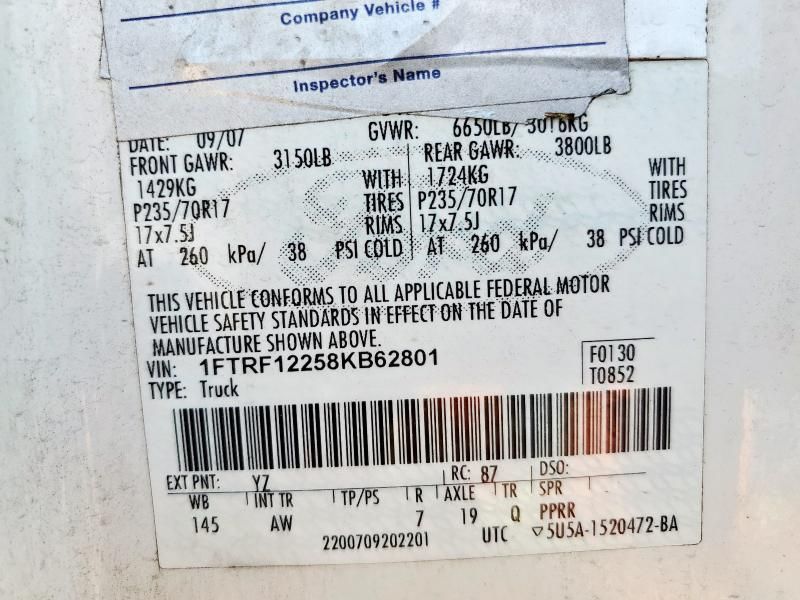 Company Vehicle #
Inspector's Name
DATE: 09/07 GVWR: 6650LB/ 3016KG
FRONT GAWR: 3150LB REAR GAWR: 3800LB
1429KG WITH 1724KG WITH
P235/70R17 TIRES P235/70R17 TIRES
17x7.5J RIMS 17x7.5J RIMS
AT 260 kPa/ 38 PSI COLD AT 260 kPa/ 38 PSI COLD
THIS VEHICLE CONFORMS TO ALL APPLICABLE FEDERAL MOTOR
VEHICLE SAFETY STANDARDS IN EFFECT ON THE DATE OF
MANUFACTURE SHOWN ABOVE.
VIN: 1FTRF12258KB62801 F0130
TYPE: Truck T0852
EXT PNT: YZ RC: 87 DSO:
WB INT TR TP/PS R AXLE TR SPR
145 AW 7 19 Q PPRR
2200709202201 UTC ▽5U5A-1520472-BA